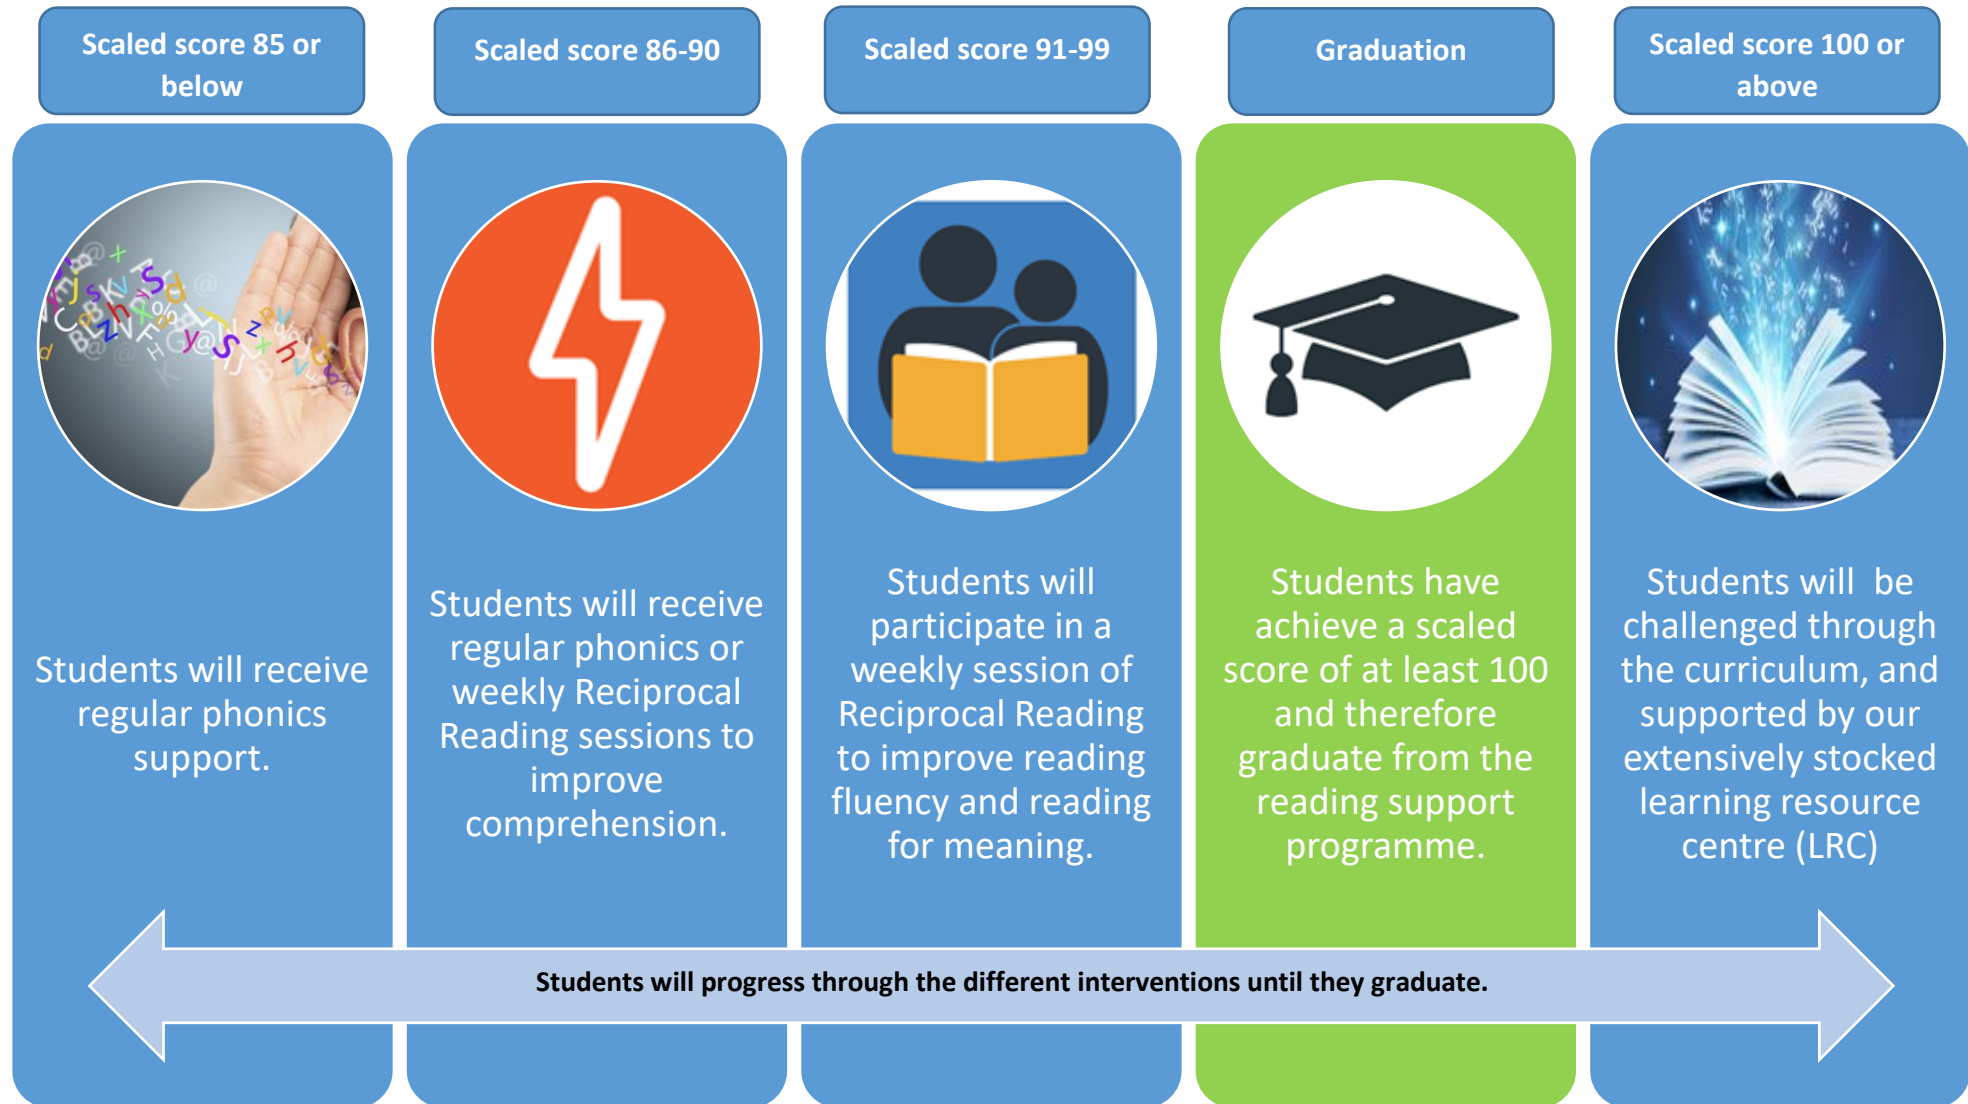 Scaled score 85 or
below
Scaled score 86-90
Scaled score 91-99
Graduation
Scaled score 100 or
above
Students will receive
regular phonics
support.
Students will receive
regular phonics or
weekly Reciprocal
Reading sessions to
improve
comprehension.
Students will
participate in a
weekly session of
Reciprocal Reading
to improve reading
fluency and reading
for meaning.
Students have
achieve a scaled
score of at least 100
and therefore
graduate from the
reading support
programme.
Students will  be
challenged through
the curriculum, and
supported by our
extensively stocked
learning resource
centre (LRC)
Students will progress through the different interventions until they graduate.